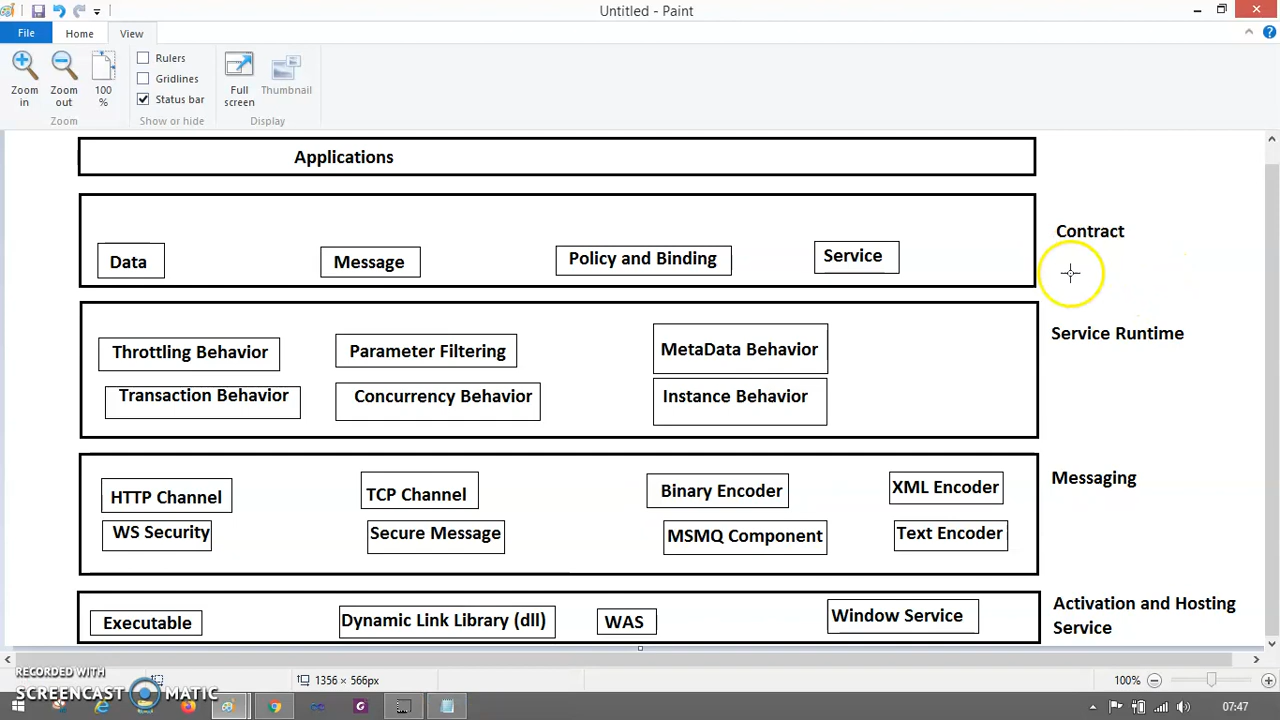 Untitled - Paint
File Home View
Zoom in
Zoom out
100 %
Rulers
Gridlines
Status bar
Full screen
Thumbnail
Zoom
Show or hide
Display
Applications
Contract
Data
Message
Policy and Binding
Service
Service Runtime
Throttling Behavior
Parameter Filtering
MetaData Behavior
Transaction Behavior
Concurrency Behavior
Instance Behavior
Messaging
HTTP Channel
TCP Channel
Binary Encoder
XML Encoder
WS Security
Secure Message
MSMQ Component
Text Encoder
Activation and Hosting
Service
Executable
Dynamic Link Library (dll)
WAS
Window Service
RECORDED WITH
SCREENCAST MATIC
1356 × 566px
100%
07:47